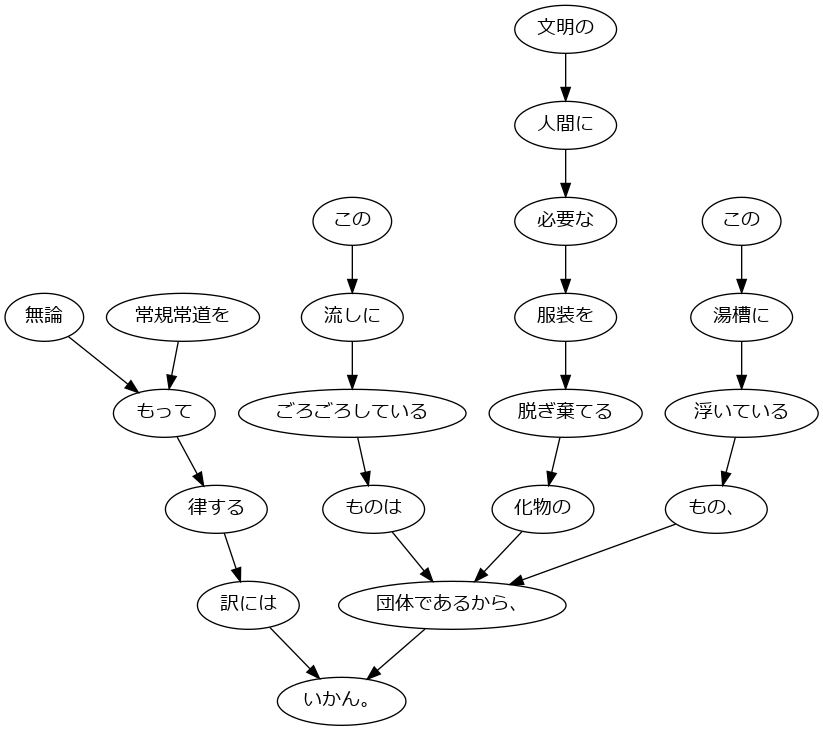 文明の
人間に
この 必要な この
無論 常規常道を 流しに 服装を 湯槽に
もって ごろごろしている 脱ぎ棄てる 浮いている
律する ものは 化物の もの、
訳には 団体であるから、
いかん。